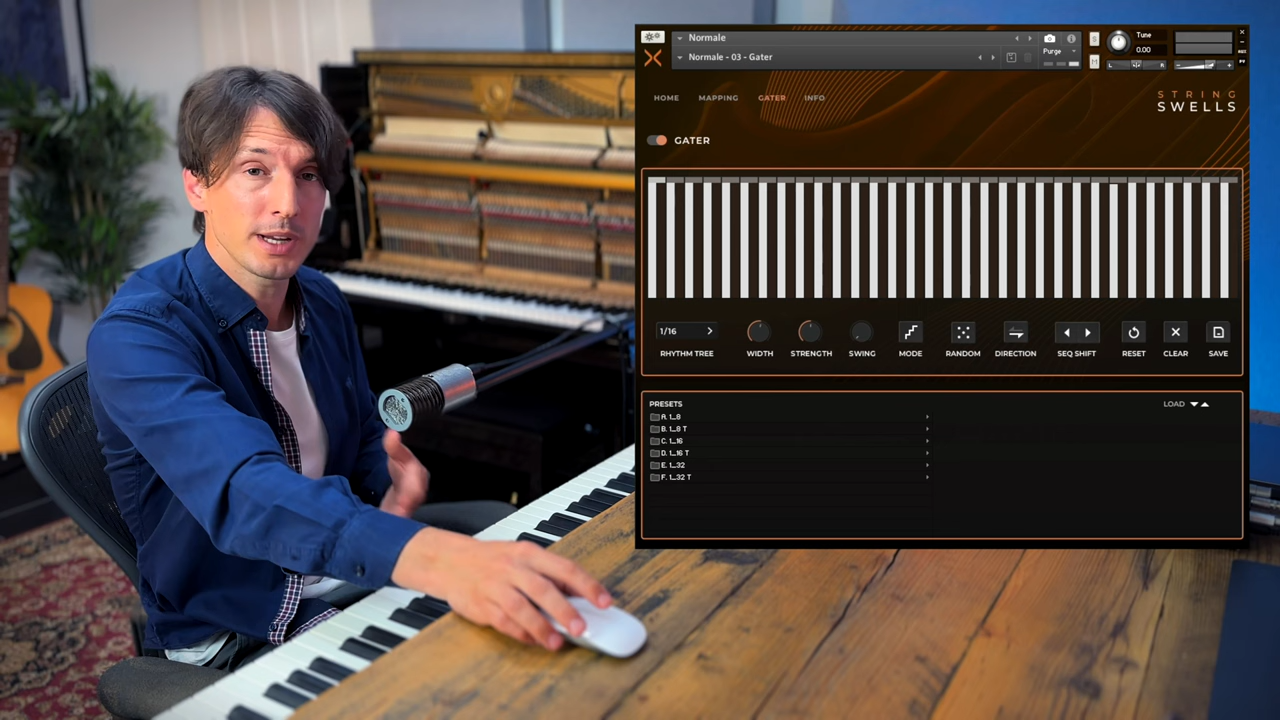 Normale
Normale - 03 - Gater
Purge
S
M
Tune
0.00
L
R
HOME
MAPPING
GATER
INFO
STRING
SWELLS
GATER
1/16
RHYTHM TREE
WIDTH
STRENGTH
SWING
MODE
RANDOM
DIRECTION
SEQ SHIFT
RESET
CLEAR
SAVE
PRESETS
LOAD
A. 1_8
B. 1_8 T
C. 1_16
D. 1_16 T
E. 1_32
F. 1_32 T